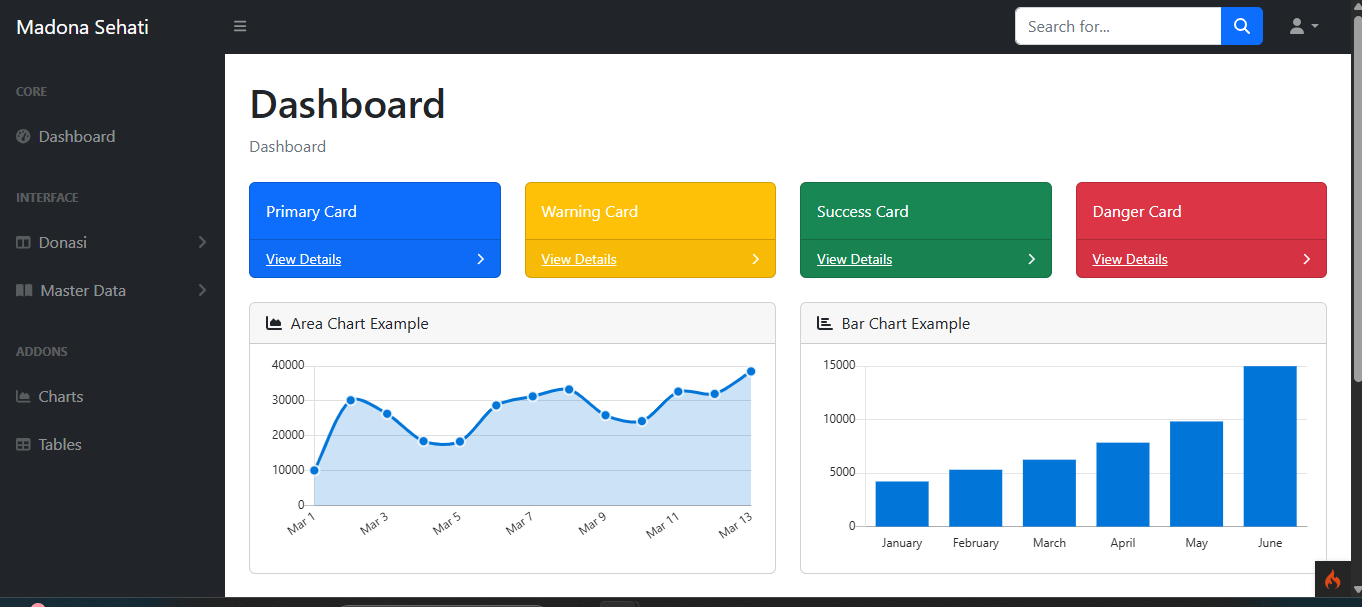 Madona Sehati
Search for...
CORE
Dashboard
INTERFACE
Donasi
Master Data
ADDONS
Charts
Tables
Dashboard
Dashboard
Primary Card
View Details
Warning Card
View Details
Success Card
View Details
Danger Card
View Details
Area Chart Example
40000
30000
20000
10000
0
Mar 1
Mar 3
Mar 5
Mar 7
Mar 9
Mar 11
Mar 13
Bar Chart Example
15000
10000
5000
0
January
February
March
April
May
June